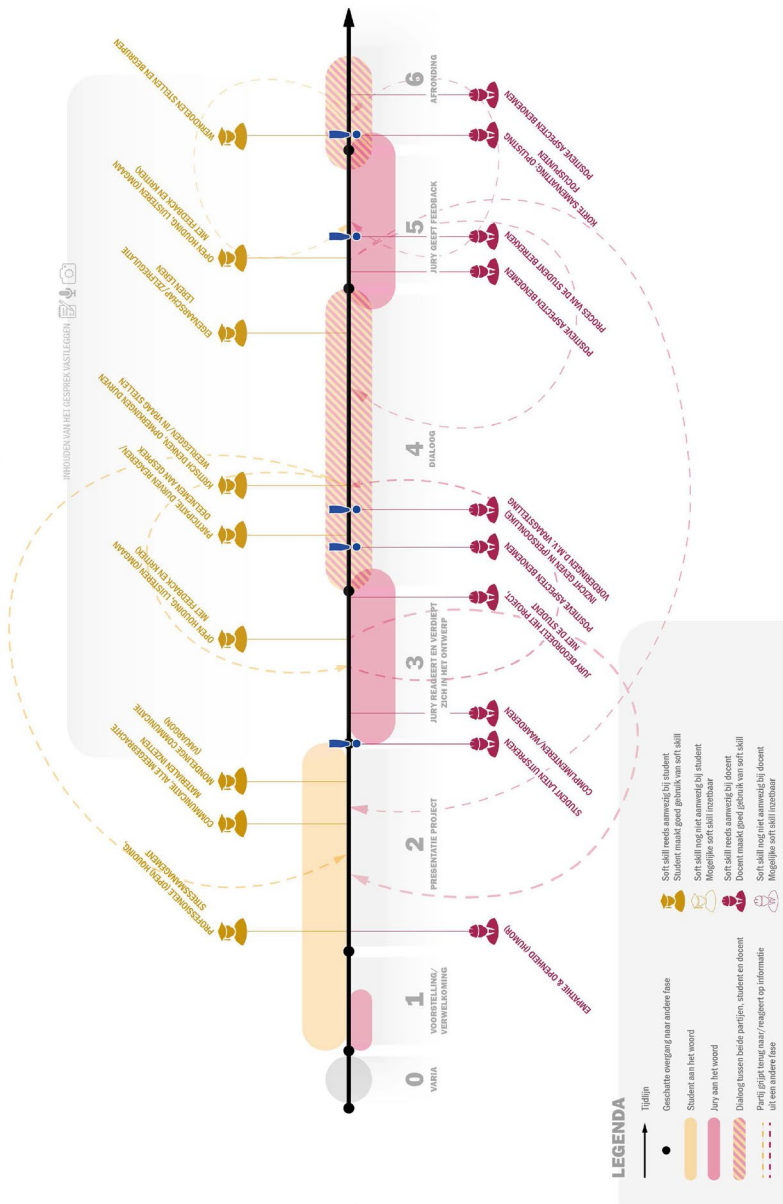 INHOUDEN VAN HET GESPREK VASTLEGGEN
PROFESSIONELE (OPEN) HOUDING,
STRESSMANAGEMENT
COMMUNICATIE ALLE MEEGEBRACHTE
MATERIALEN INZETTEN
MONDELINGE COMMUNICATIE
(VAKJARGON)
OPEN HOUDING, LUISTEREN (OMGAAN
MET FEEDBACK EN KRITIEK)
PARTICIPATIE, DURVEN REAGEREN/
DEELNEMEN AAN GESPREK
KRITISCH DENKEN, OPMERKINGEN DURVEN
WEERLEGGEN/ IN VRAAG STELLEN
EIGENAARSCHAP/ ZELFREGULATIE
LEREN LEREN
OPEN HOUDING, LUISTEREN (OMGAAN
MET FEEDBACK EN KRITIEK)
WERKDOELEN STELLEN EN BEGRIJPEN
0
VARIA
1
VOORSTELLING/
VERWELKOMING
2
PRESENTATIE PROJECT
3
JURY REAGEERT EN VERDIEPT
ZICH IN HET ONTWERP
4
DIALOOG
5
JURY GEEFT FEEDBACK
6
AFRONDING
EMPATHIE & OPENHEID (HUMOR)
STUDENT LATEN UITSPREKEN
COMPLIMENTEREN/ WAARDEREN
JURY BEOORDEELT HET PROJECT,
NIET DE STUDENT
POSITIEVE ASPECTEN BENOEMEN
INZICHT GEVEN IN (PERSOONLIJKE)
VORDERINGEN D.M.V. VRAAGSTELLING
POSITIEVE ASPECTEN BENOEMEN
PROCES VAN DE STUDENT BETREKKEN
KORTE SAMENVATTING; OPLIJSTING
FOCUSPUNTEN
POSITIEVE ASPECTEN BENOEMEN
LEGENDA
Tijdlijn
Geschatte overgang naar andere fase
Student aan het woord
Jury aan het woord
Dialoog tussen beide partijen, student en docent
Partij grijpt terug naar/ reageert op informatie
uit een andere fase
Soft skill reeds aanwezig bij student
Student maakt goed gebruik van soft skill
Soft skill nog niet aanwezig bij student
Mogelijke soft skill inzetbaar
Soft skill reeds aanwezig bij docent
Docent maakt goed gebruik van soft skill
Soft skill nog niet aanwezig bij docent
Mogelijke soft skill inzetbaar